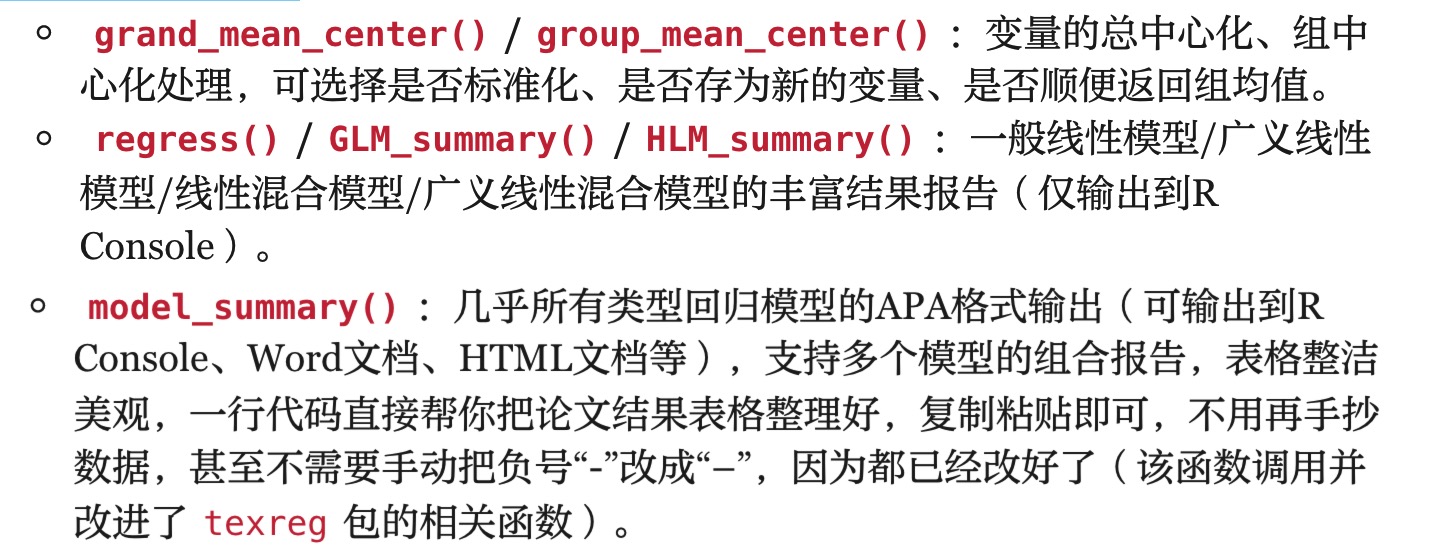 grand_mean_center() / group_mean_center() ：变量的总中心化、组中
心化处理，可选择是否标准化、是否存为新的变量、是否顺便返回组均值。
regress() / GLM_summary() / HLM_summary() ：一般线性模型/广义线性
模型/线性混合模型/广义线性混合模型的丰富结果报告（仅输出到R
Console）。
model_summary() ：几乎所有类型回归模型的APA格式输出（可输出到R
Console、Word文档、HTML文档等），支持多个模型的组合报告，表格整洁
美观，一行代码直接帮你把论文结果表格整理好，复制粘贴即可，不用再手抄
数据，甚至不需要手动把负号“-”改成“–”，因为都已经改好了（该函数调用并
改进了 texreg 包的相关函数）。